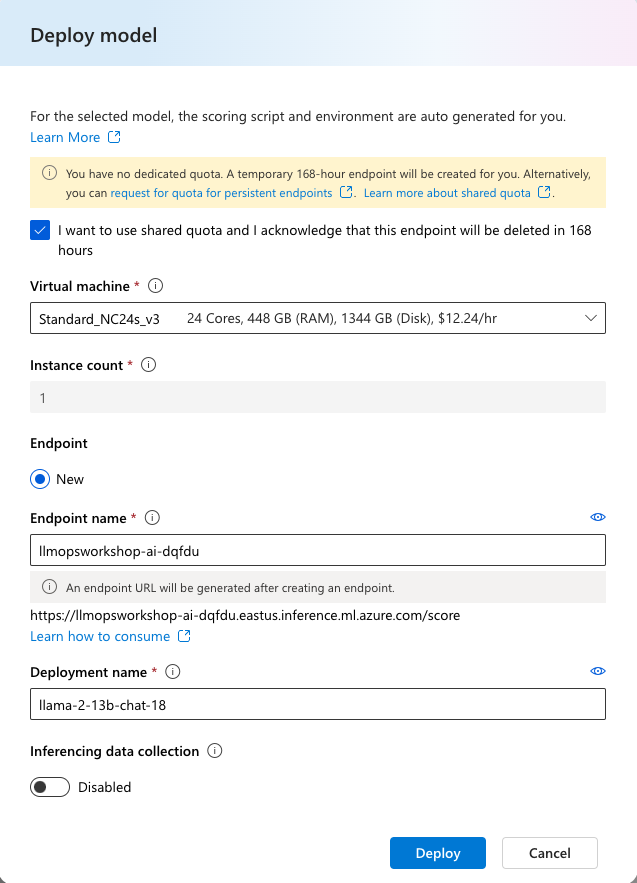 Deploy model
For the selected model, the scoring script and environment are auto generated for you.
Learn More
You have no dedicated quota. A temporary 168-hour endpoint will be created for you. Alternatively,
you can request for quota for persistent endpoints . Learn more about shared quota .
I want to use shared quota and I acknowledge that this endpoint will be deleted in 168
hours
Virtual machine *
Standard_NC24s_v3 24 Cores, 448 GB (RAM), 1344 GB (Disk), $12.24/hr
Instance count *
1
Endpoint
New
Endpoint name *
llmopsworkshop-ai-dqfdu
An endpoint URL will be generated after creating an endpoint.
https://llmopsworkshop-ai-dqfdu.eastus.inference.ml.azure.com/score
Learn how to consume
Deployment name *
llama-2-13b-chat-18
Inferencing data collection
Disabled
Deploy Cancel